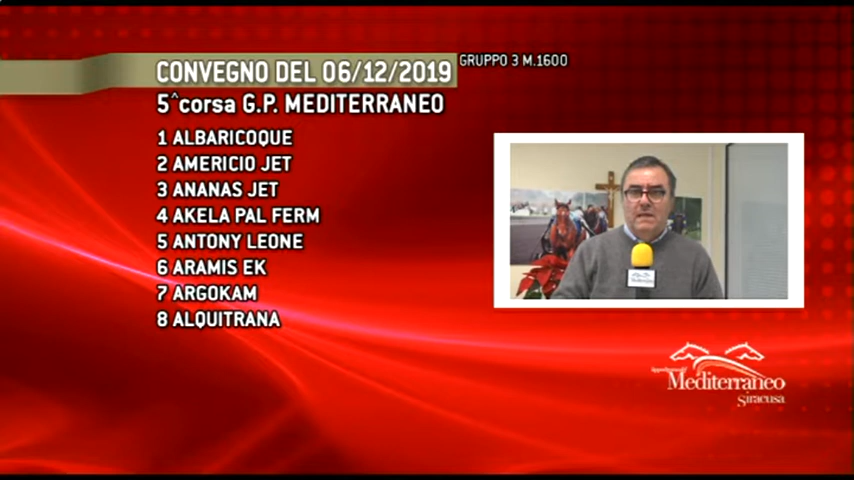 CONVEGNO DEL 06/12/2019
GRUPPO 3 M.1600
5^corsa G.P. MEDITERRANEO
1 ALBARICOQUE
2 AMERICIO JET
3 ANANAS JET
4 AKELA PAL FERM
5 ANTONY LEONE
6 ARAMIS EK
7 ARGOKAM
8 ALQUITRANA
Mediterraneo
Siracusa